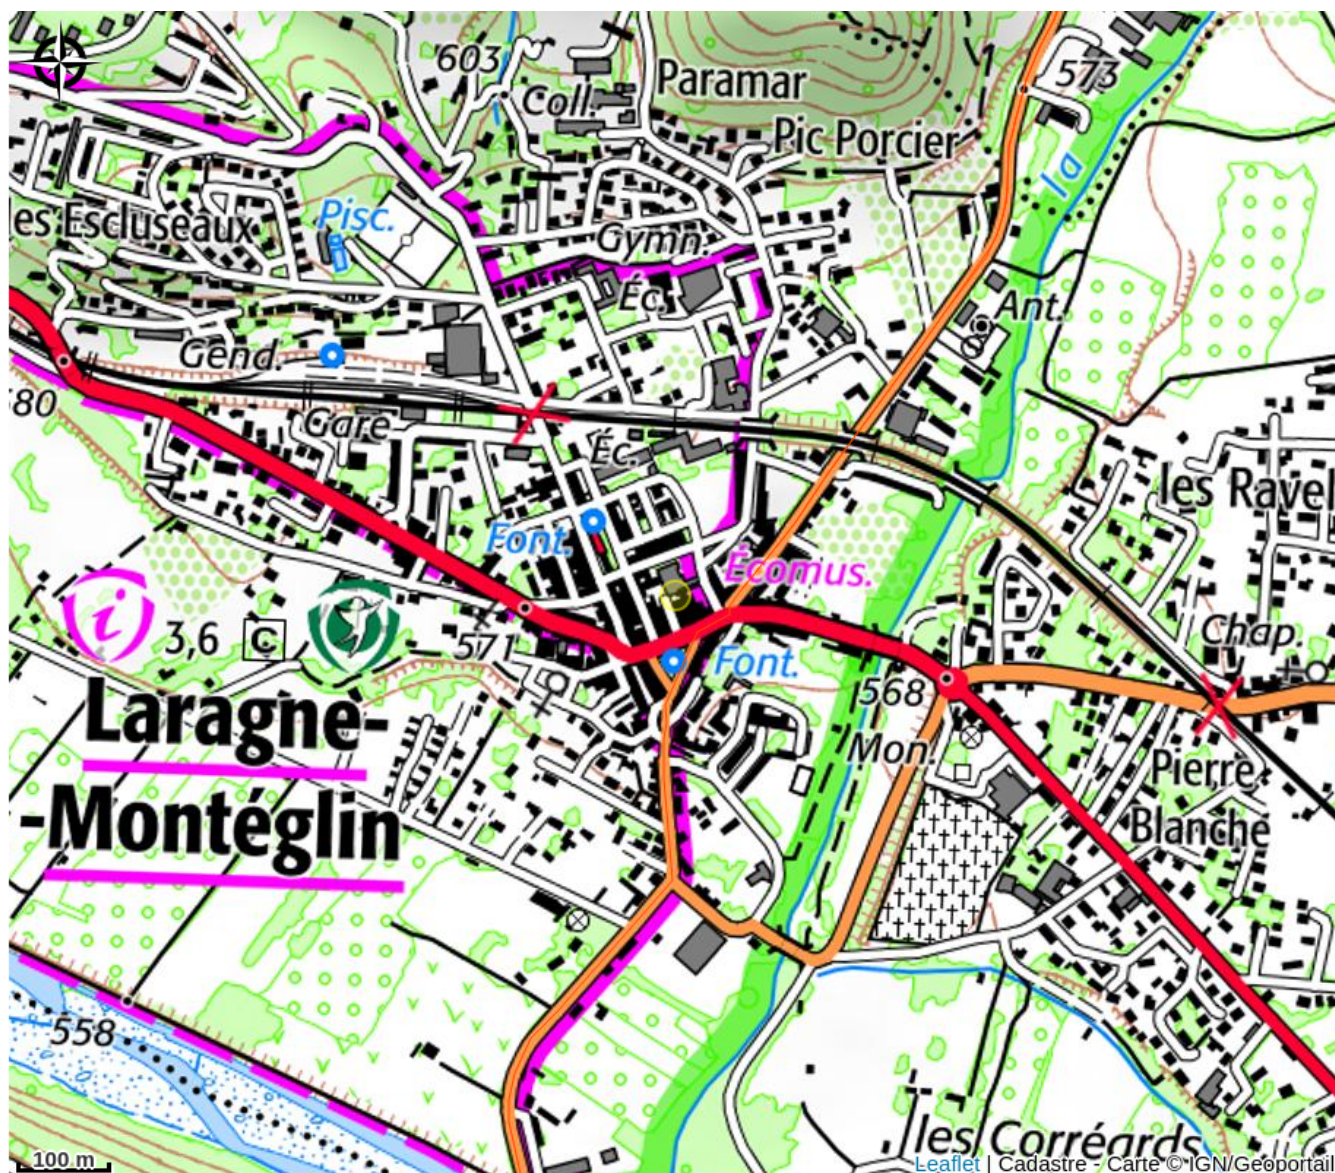 603
Paramar
573
Coll.
Pic Porcier
la
es Escluseaux
Pisc.
Gymn.
Éc.
Ant.
Gend.
80
Gare
Éc.
les Ravel
Font.
Écomus.
i
3,6
C
571
Font.
Chap.
568
Laragne-
Mon.
Pierre
-Montéglin
Blanche
558
les Corréards
100 m
Leaflet | Cadastre - Carte © IGN/Geoportail